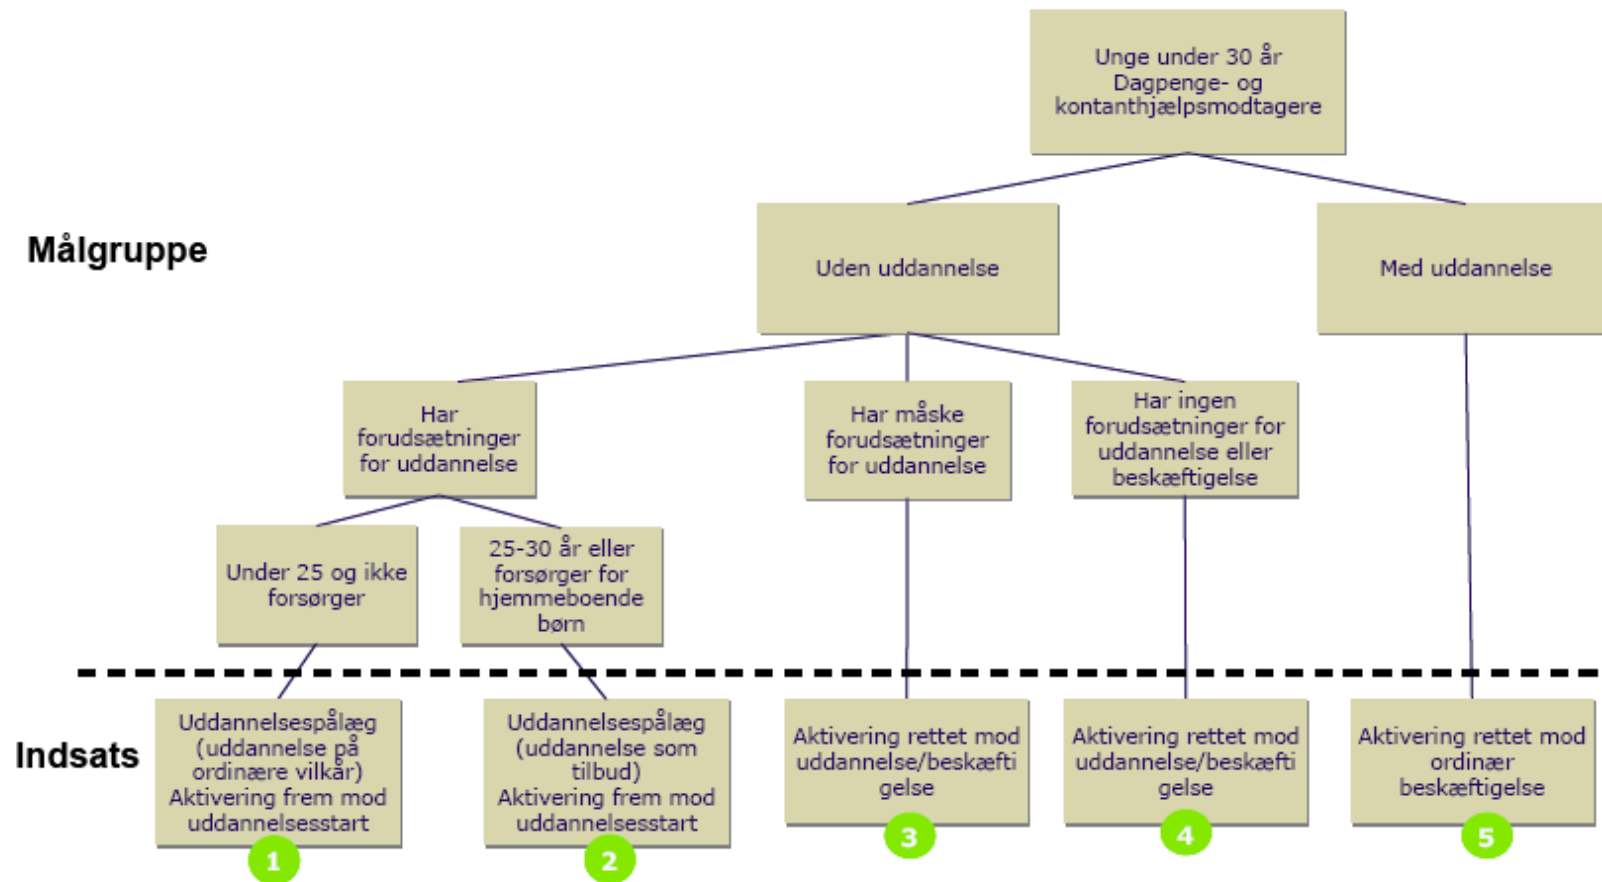 Unge under 30 år
Dagpenge- og
kontanthjælpsmodtagere
Målgruppe
Uden uddannelse
Med uddannelse
Har
forudsætninger
for uddannelse
Har måske
forudsætninger
for uddannelse
Har ingen
forudsætninger for
uddannelse eller
beskæftigelse
Under 25 og ikke
forsørger
25-30 år eller
forsørger for
hjemmeboende
børn
Indsats
Uddannelsespålæg
(uddannelse på
ordinære vilkår)
Aktivering frem mod
uddannelsesstart
1
Uddannelsespålæg
(uddannelse som
tilbud)
Aktivering frem mod
uddannelsesstart
2
Aktivering rettet mod
uddannelse/beskæfti
gelse
3
Aktivering rettet mod
uddannelse/beskæfti
gelse
4
Aktivering rettet mod
ordinær
beskæftigelse
5